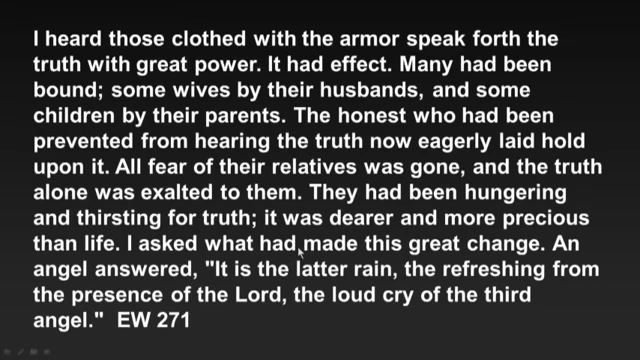 I heard those clothed with the armor speak forth the
truth with great power. It had effect. Many had been
bound; some wives by their husbands, and some
children by their parents. The honest who had been
prevented from hearing the truth now eagerly laid hold
upon it. All fear of their relatives was gone, and the truth
alone was exalted to them. They had been hungering
and thirsting for truth; it was dearer and more precious
than life. I asked what had made this great change. An
angel answered, "It is the latter rain, the refreshing from
the presence of the Lord, the loud cry of the third
angel."  EW 271